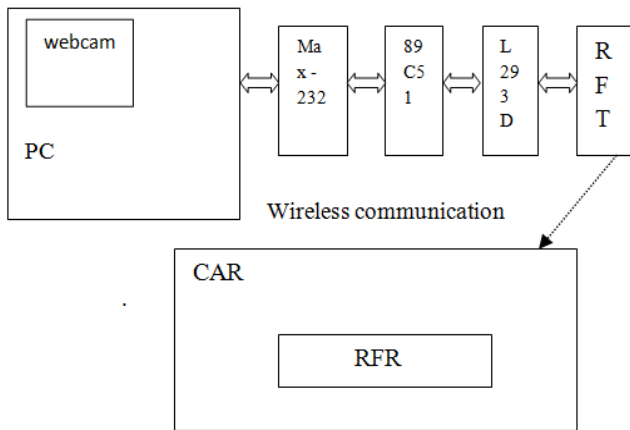 webcam
PC
Ma
x -
232
89
C5
1
L
29
3
D
R
F
T
Wireless communication
CAR
RFR